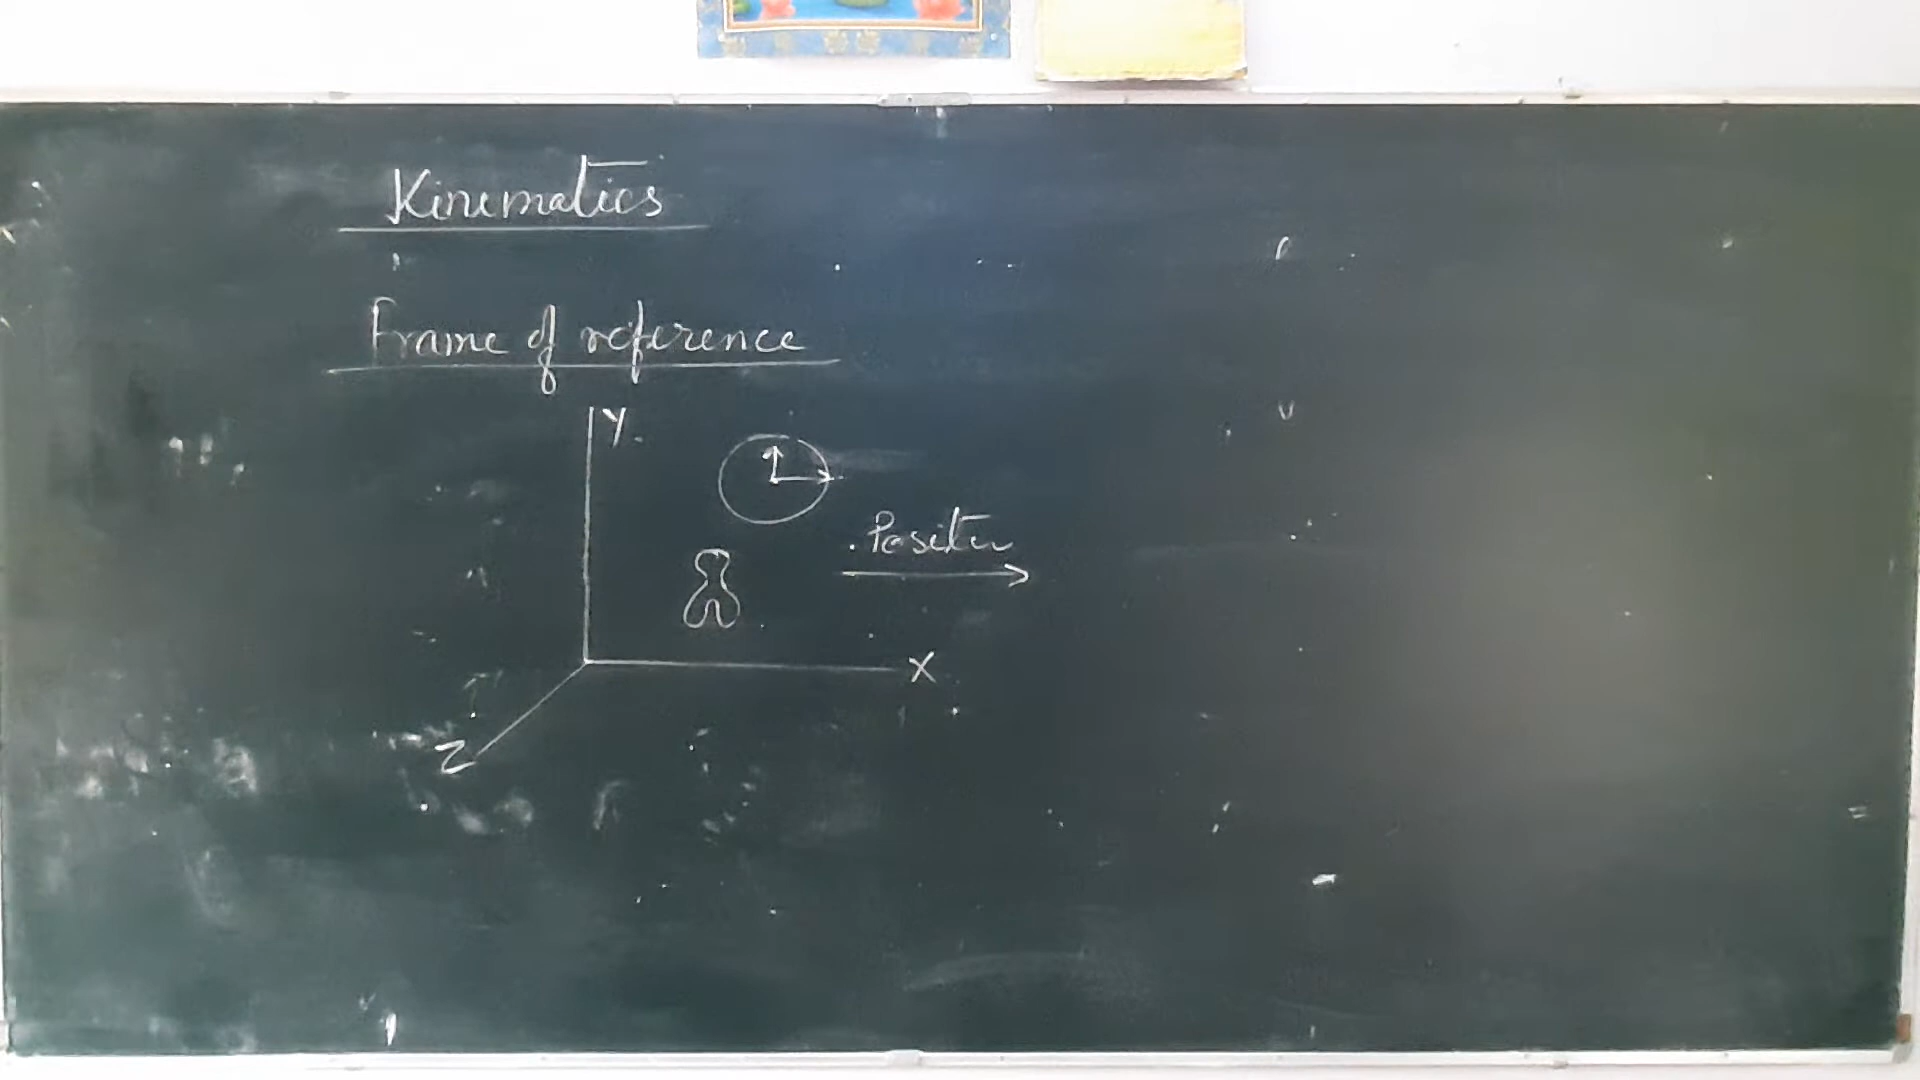 Kinematics
Frame of reference
Y
Position
X
Z